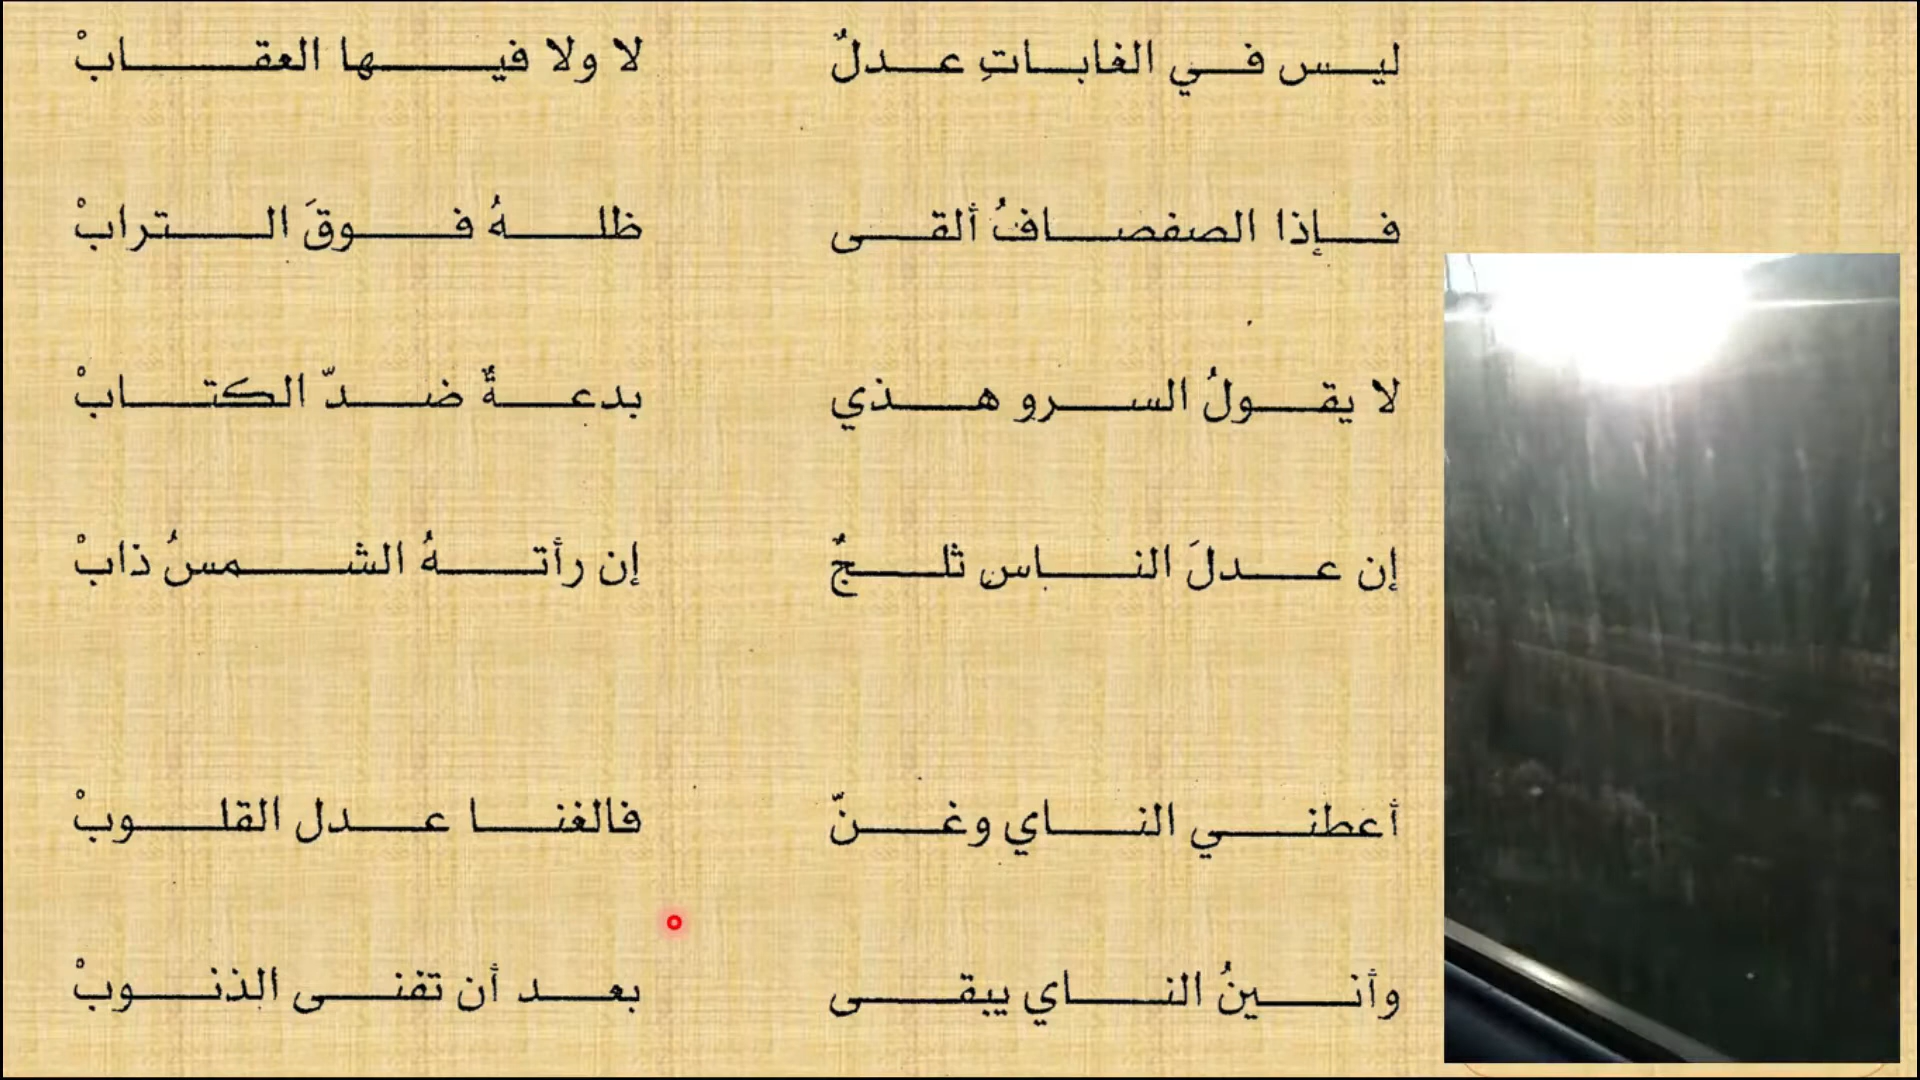 ليس في الغاباتِ عدلٌ لا ولا فيها العقابْ
فإذا الصفصافُ ألقى ظلهُ فوقَ الترابْ
لا يقولُ السرو هذي بدعةٌ ضدّ الكتابْ
إن عدلَ الناسِ ثلجٌ إن رأتهُ الشمسُ ذابْ
أعطني الناي وغنّ فالغنا عدل القلوبْ
وأنينُ الناي يبقى بعد أن تفنى الذنوبْ